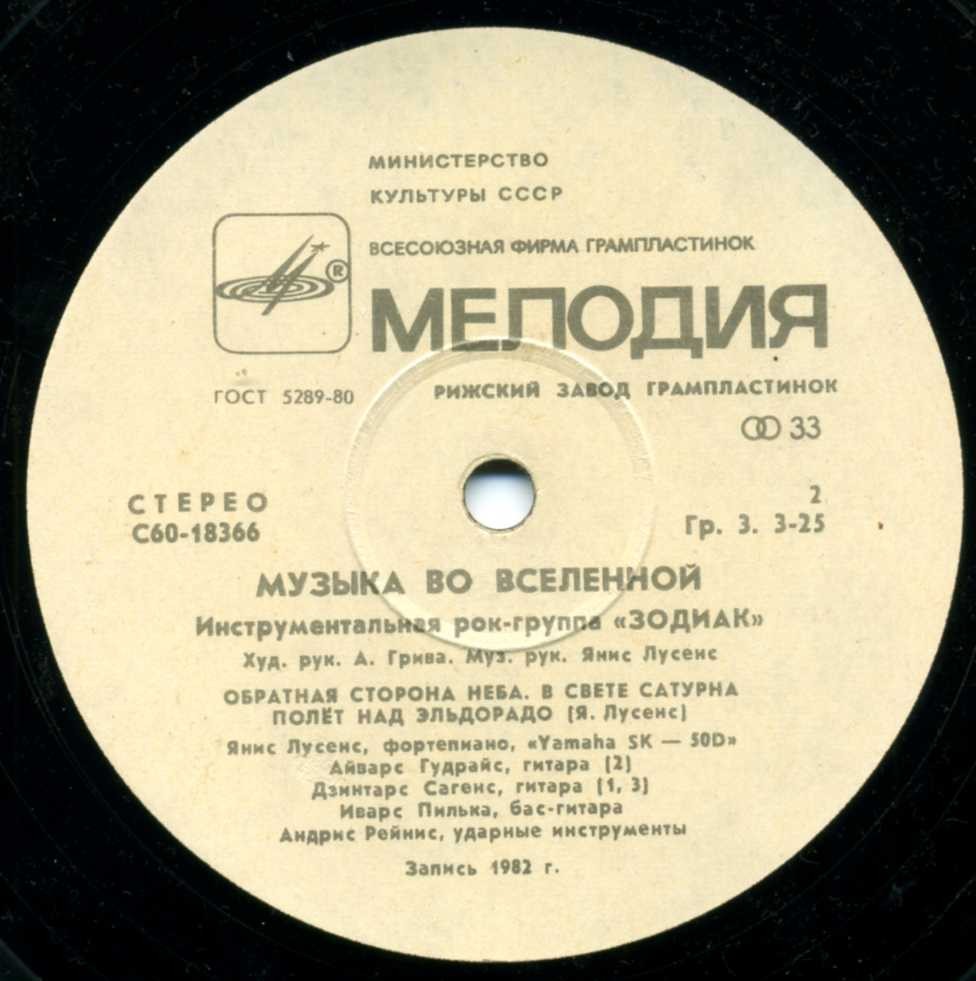 МИНИСТЕРСТВО
КУЛЬТУРЫ СССР
ВСЕСОЮЗНАЯ ФИРМА ГРАМПЛАСТИНОК
®
МЕЛОДИЯ
ГОСТ 5289-80
РИЖСКИЙ ЗАВОД ГРАМПЛАСТИНОК
33
СТЕРЕО
2
С60-18366
Гр. 3. 3-25
МУЗЫКА ВО ВСЕЛЕННОЙ
Инструментальная рок-группа «ЗОДИАК»
Худ. рук. А. Грива. Муз. рук. Янис Лусенс
ОБРАТНАЯ СТОРОНА НЕБА. В СВЕТЕ САТУРНА
ПОЛЁТ НАД ЭЛЬДОРАДО (Я. Лусенс)
Янис Лусенс, фортепиано, «Yamaha SK — 50D»
Айварс Гудрайс, гитара (2)
Дзинтарс Сагенс, гитара (1, 3)
Иварс Пилька, бас-гитара
Андрис Рейнис, ударные инструменты
Запись 1982 г.